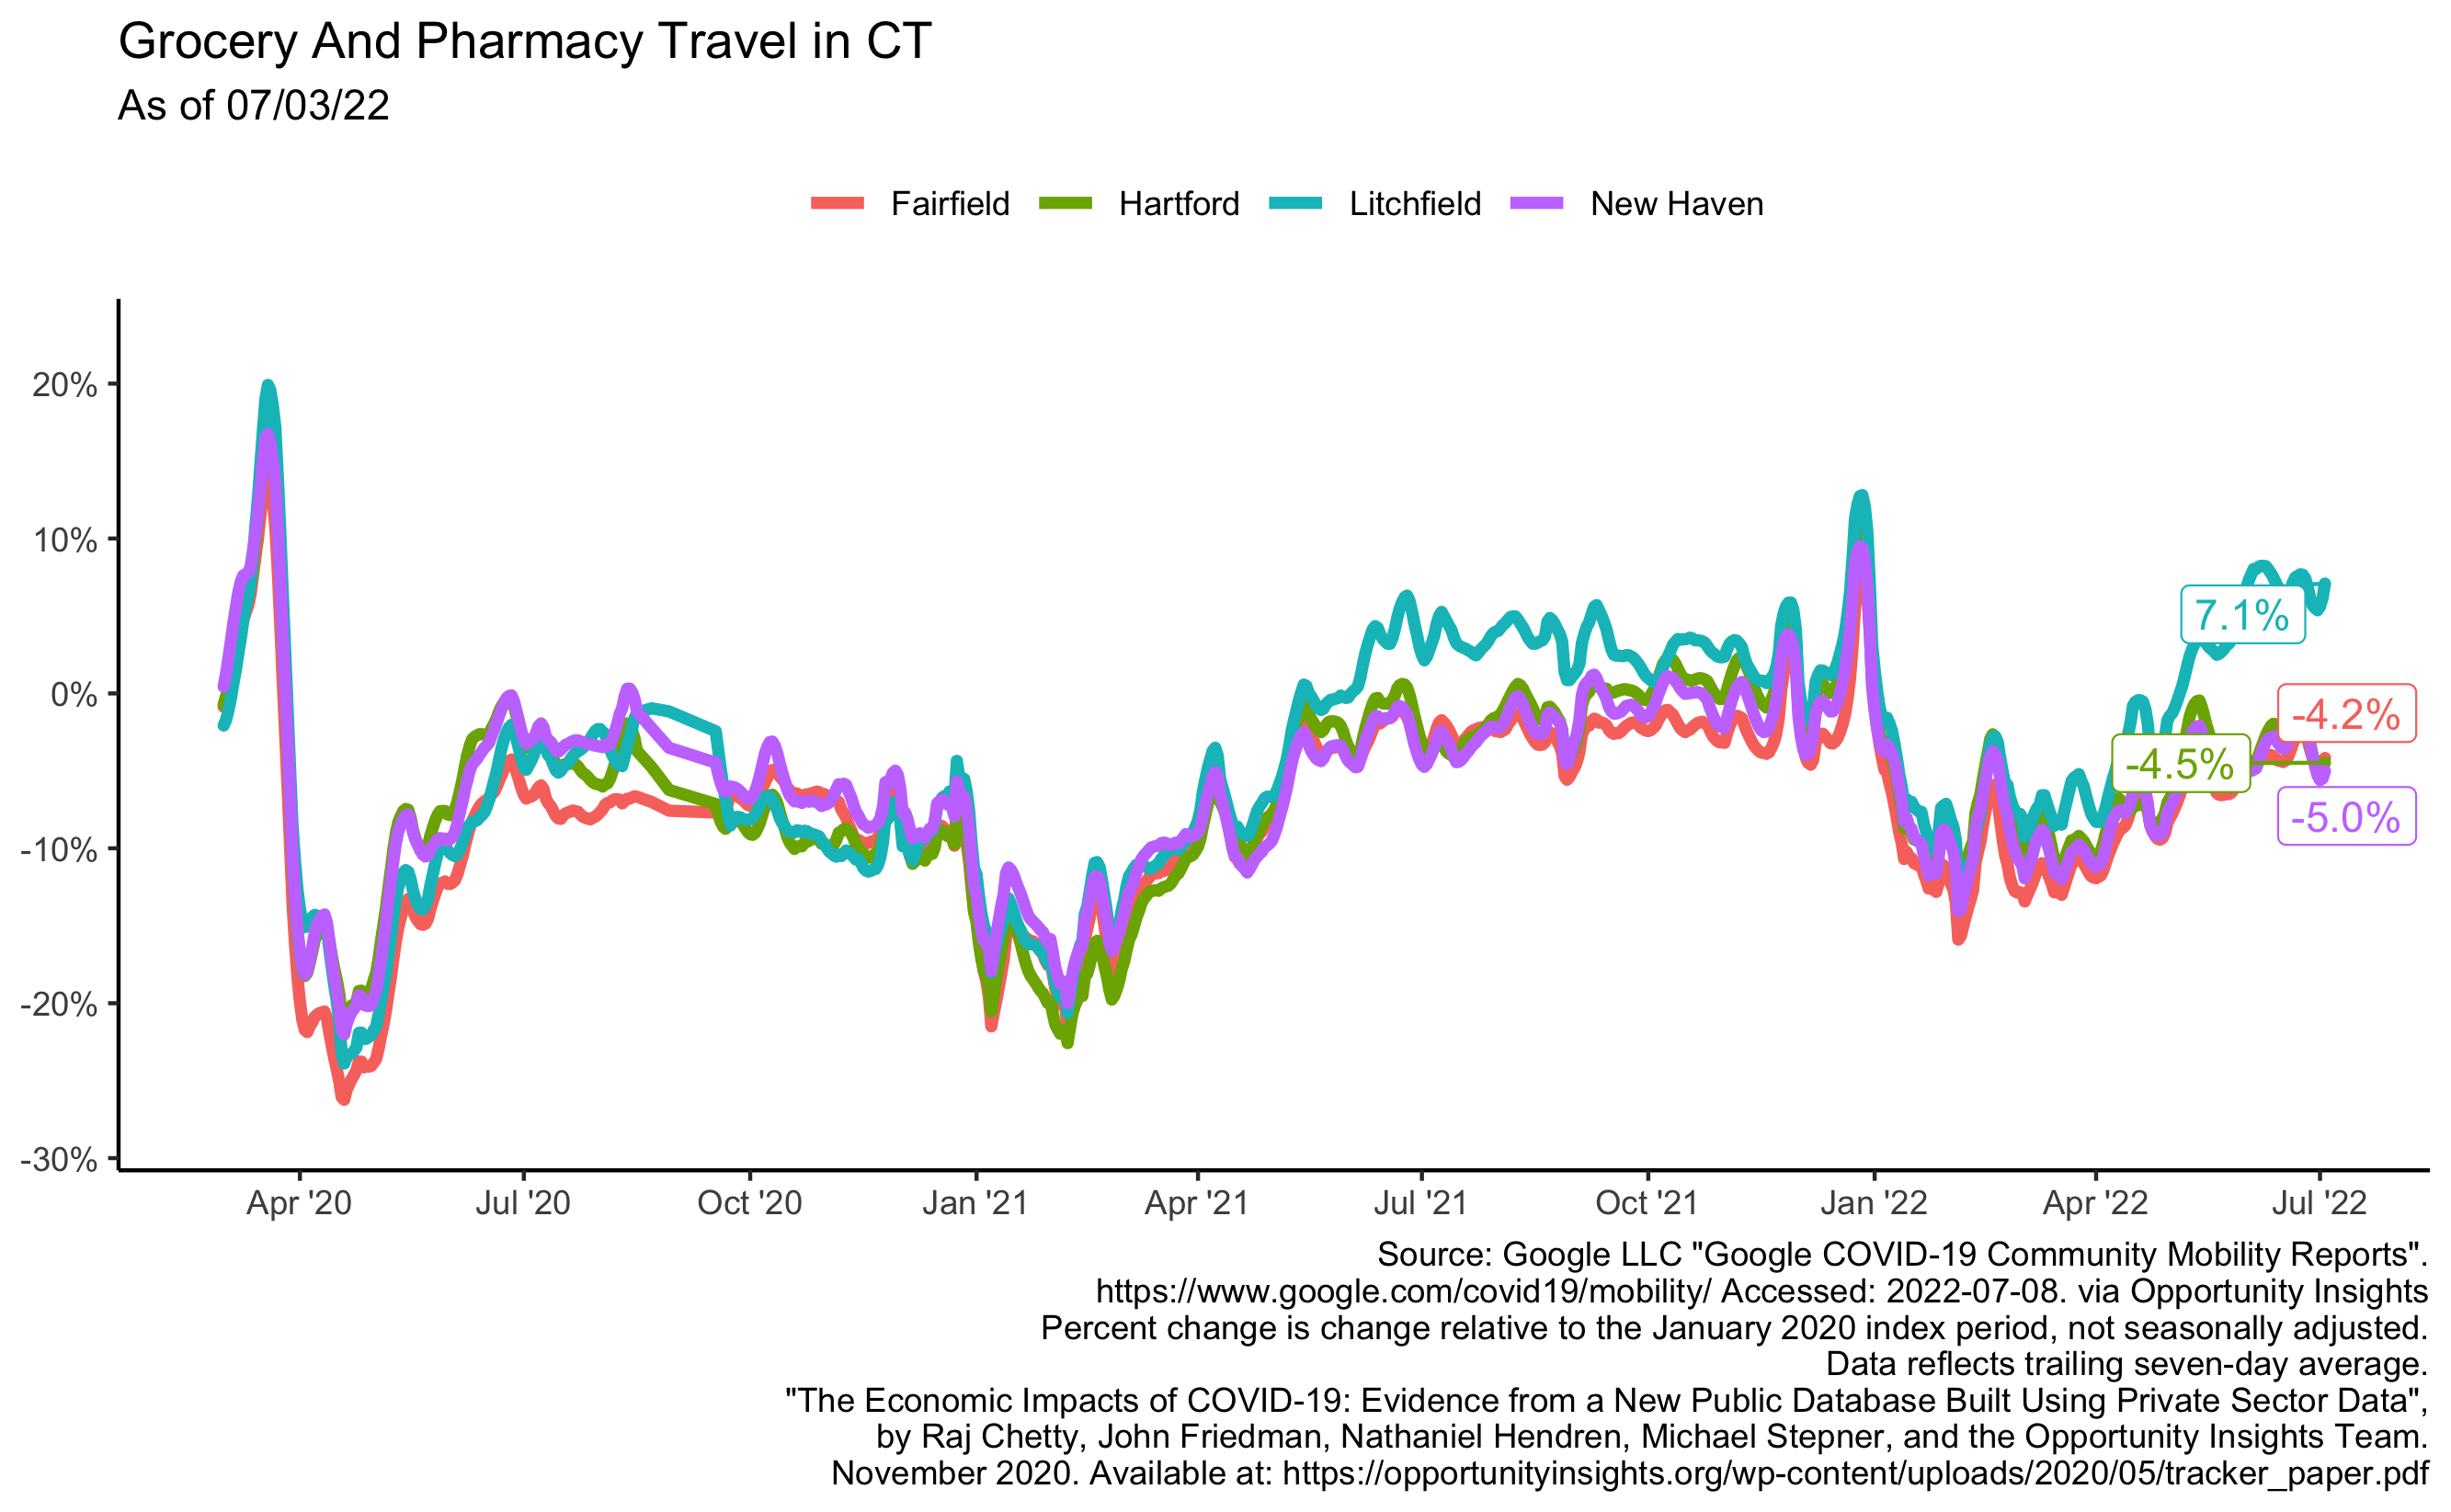 Grocery And Pharmacy Travel in CT
As of 07/03/22
Fairfield Hartford Litchfield New Haven
20%
10%
0%
-10%
-20%
-30%
7.1%
-4.2%
-4.5%
-5.0%
Apr '20 Jul '20 Oct '20 Jan '21 Apr '21 Jul '21 Oct '21 Jan '22 Apr '22 Jul '22
Source: Google LLC "Google COVID-19 Community Mobility Reports".
https://www.google.com/covid19/mobility/ Accessed: 2022-07-08. via Opportunity Insights
Percent change is change relative to the January 2020 index period, not seasonally adjusted.
Data reflects trailing seven-day average.
"The Economic Impacts of COVID-19: Evidence from a New Public Database Built Using Private Sector Data",
by Raj Chetty, John Friedman, Nathaniel Hendren, Michael Stepner, and the Opportunity Insights Team.
November 2020. Available at: https://opportunityinsights.org/wp-content/uploads/2020/05/tracker_paper.pdf